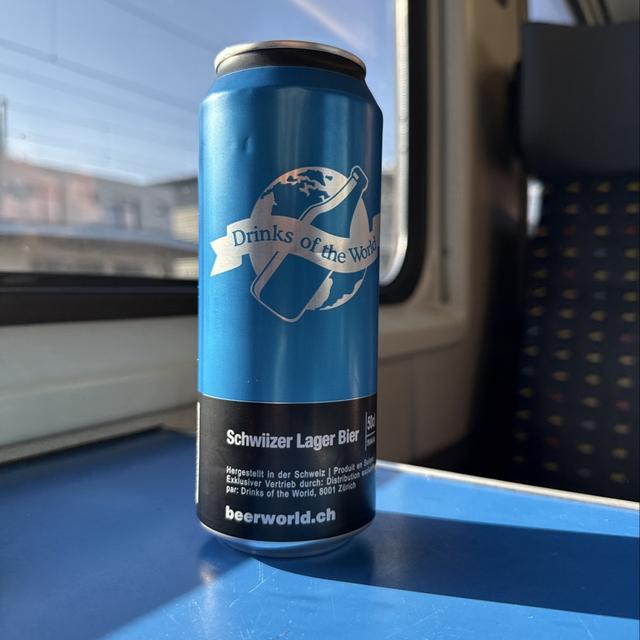 Drinks of the World
Schwiizer Lager Bier
50cl
Hergestellt in der Schweiz | Produit en
Exklusiver Vertrieb durch: Distribution
par: Drinks of the World, 8001 Zürich
beerworld.ch